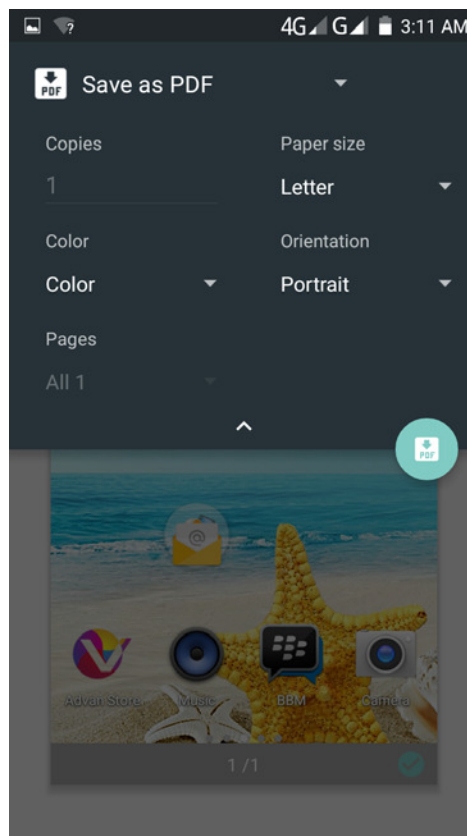 4G G 3:11 AM
PDF Save as PDF
Copies Paper size
1 Letter
Color Orientation
Color Portrait
Pages
All 1
PDF
@
Advan Store Music BBM Camera
1 /1